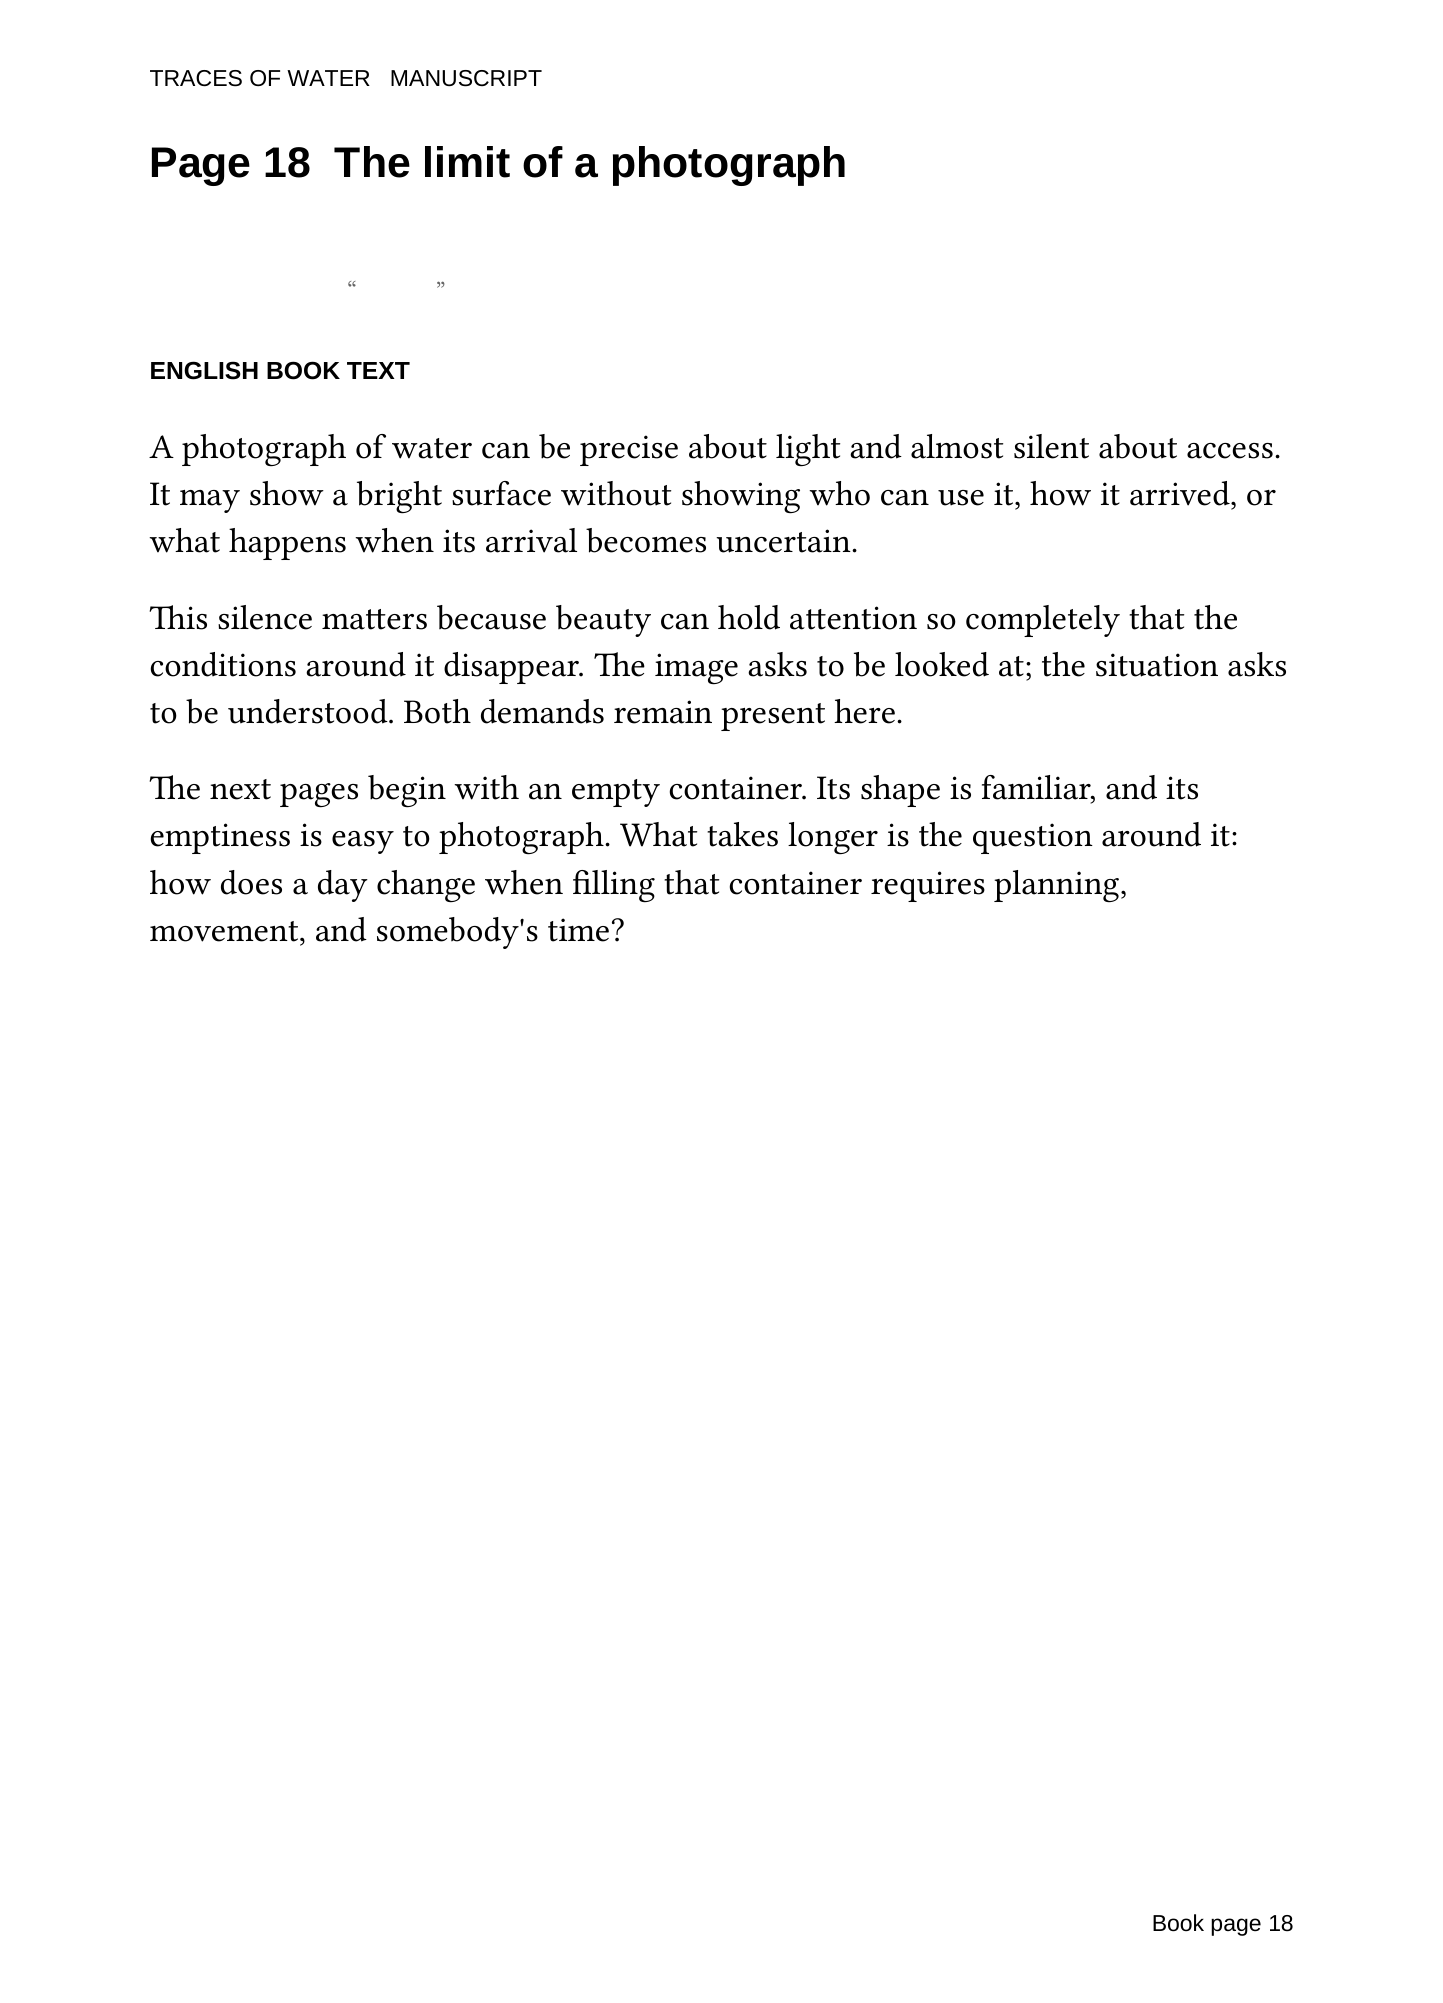 TRACES OF WATER MANUSCRIPT
Page 18 The limit of a photograph
“ ”
ENGLISH BOOK TEXT
A photograph of water can be precise about light and almost silent about access.
It may show a bright surface without showing who can use it, how it arrived, or
what happens when its arrival becomes uncertain.
This silence matters because beauty can hold attention so completely that the
conditions around it disappear. The image asks to be looked at; the situation asks
to be understood. Both demands remain present here.
The next pages begin with an empty container. Its shape is familiar, and its
emptiness is easy to photograph. What takes longer is the question around it:
how does a day change when filling that container requires planning,
movement, and somebody's time?
Book page 18